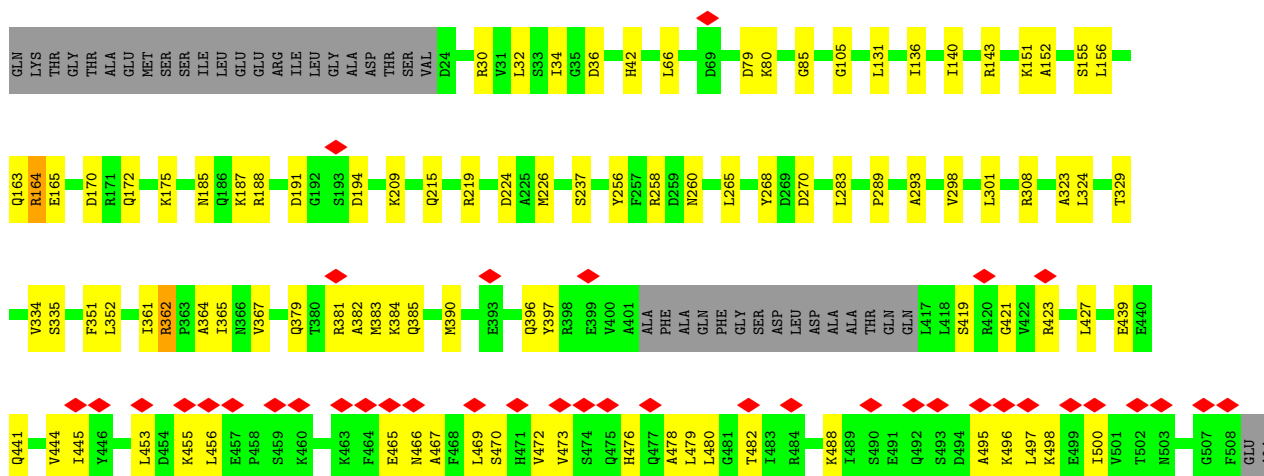 GLN LYS THR GLY THR ALA GLU MET SER SER ILE LEU GLU GLU ARG ILE LEU GLY ALA ASP THR SER VAL D24 R30 V31 L32 S33 I34 G35 D36 H42 L66 D69 D79 K80 G85 G105 L131 I136 I140 R143 K151 A152 S155 L156
Q163 R164 E165 D170 R171 Q172 K175 N185 Q186 K187 R188 D191 G192 S193 D194 K209 Q215 R219 D224 A225 M226 S237 Y256 F257 R258 D259 N260 L265 Y268 D269 D270 L283 P289 A293 V298 L301 R308 A323 L324 T329
V334 S335 F351 L352 I361 R362 P363 A364 I365 N366 V367 Q379 T380 R381 A382 M383 K384 Q385 M390 E393 Q396 Y397 R398 E399 V400 A401 ALA PHE ALA GLN PHE GLY SER ASP LEU ASP ALA ALA THR GLN GLN L417 L418 S419 R420 G421 V422 R423 L427 E439 E440
Q441 V444 I445 Y446 L453 D454 K455 L456 E457 P458 S459 K460 K463 F464 E465 N466 A467 F468 L469 S470 H471 V472 V473 S474 Q475 H476 Q477 A478 L479 L480 G481 T482 I483 R484 K488 I489 S490 E491 Q492 S493 D494 A495 K496 L497 K498 E499 I500 V501 T502 N503 G507 F508 GLU